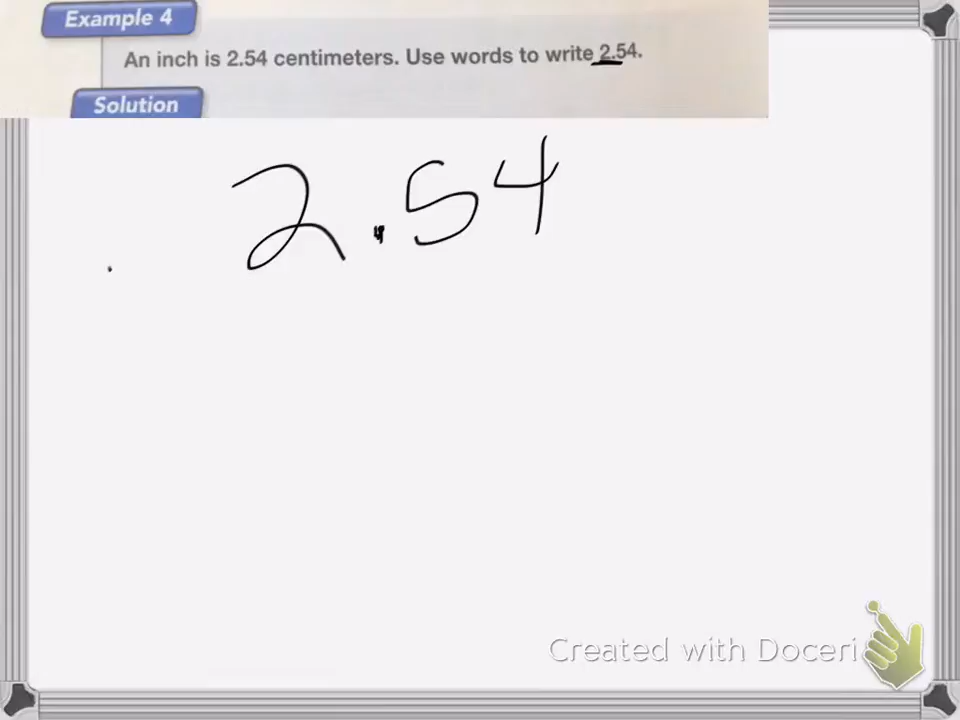 Example 4
An inch is 2.54 centimeters. Use words to write 2.54.
Solution
2.54
Created with Doceri